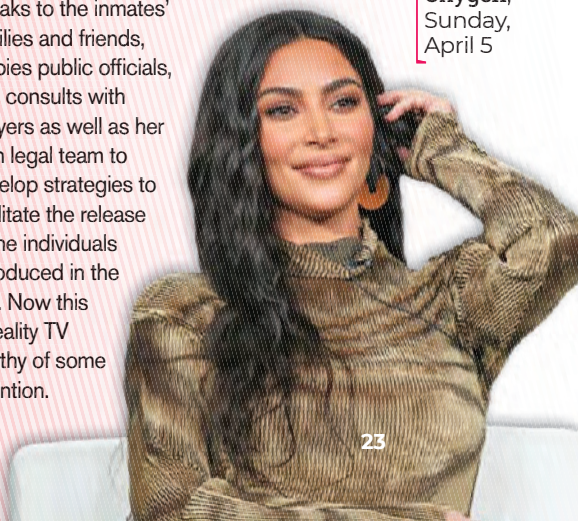 aks to the inmates'
ilies and friends,
bies public officials,
consults with
yers as well as her
legal team to
elop strategies to
litate the release
he individuals
oduced in the
. Now this
eality TV
thy of some
ntion.
Sunday,
April 5
23